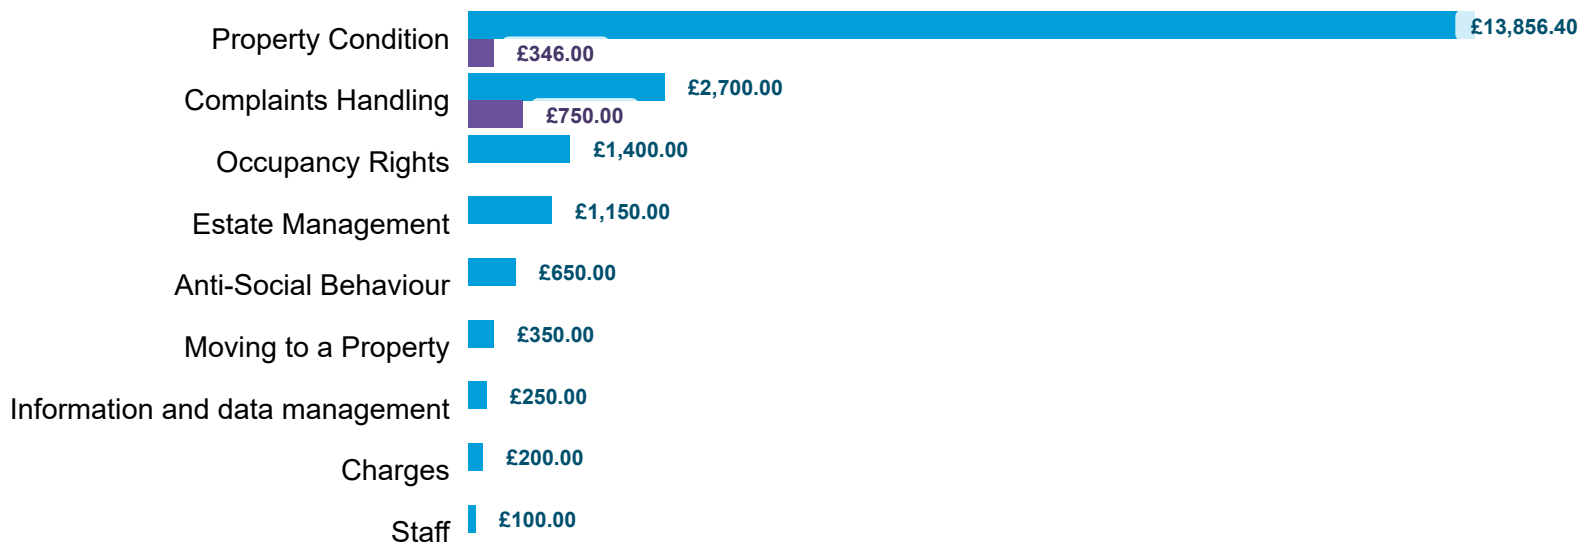 Property Condition
£13,856.40
£346.00
Complaints Handling
£2,700.00
£750.00
Occupancy Rights
£1,400.00
Estate Management
£1,150.00
Anti-Social Behaviour
£650.00
Moving to a Property
£350.00
Information and data management
£250.00
Charges
£200.00
Staff
£100.00